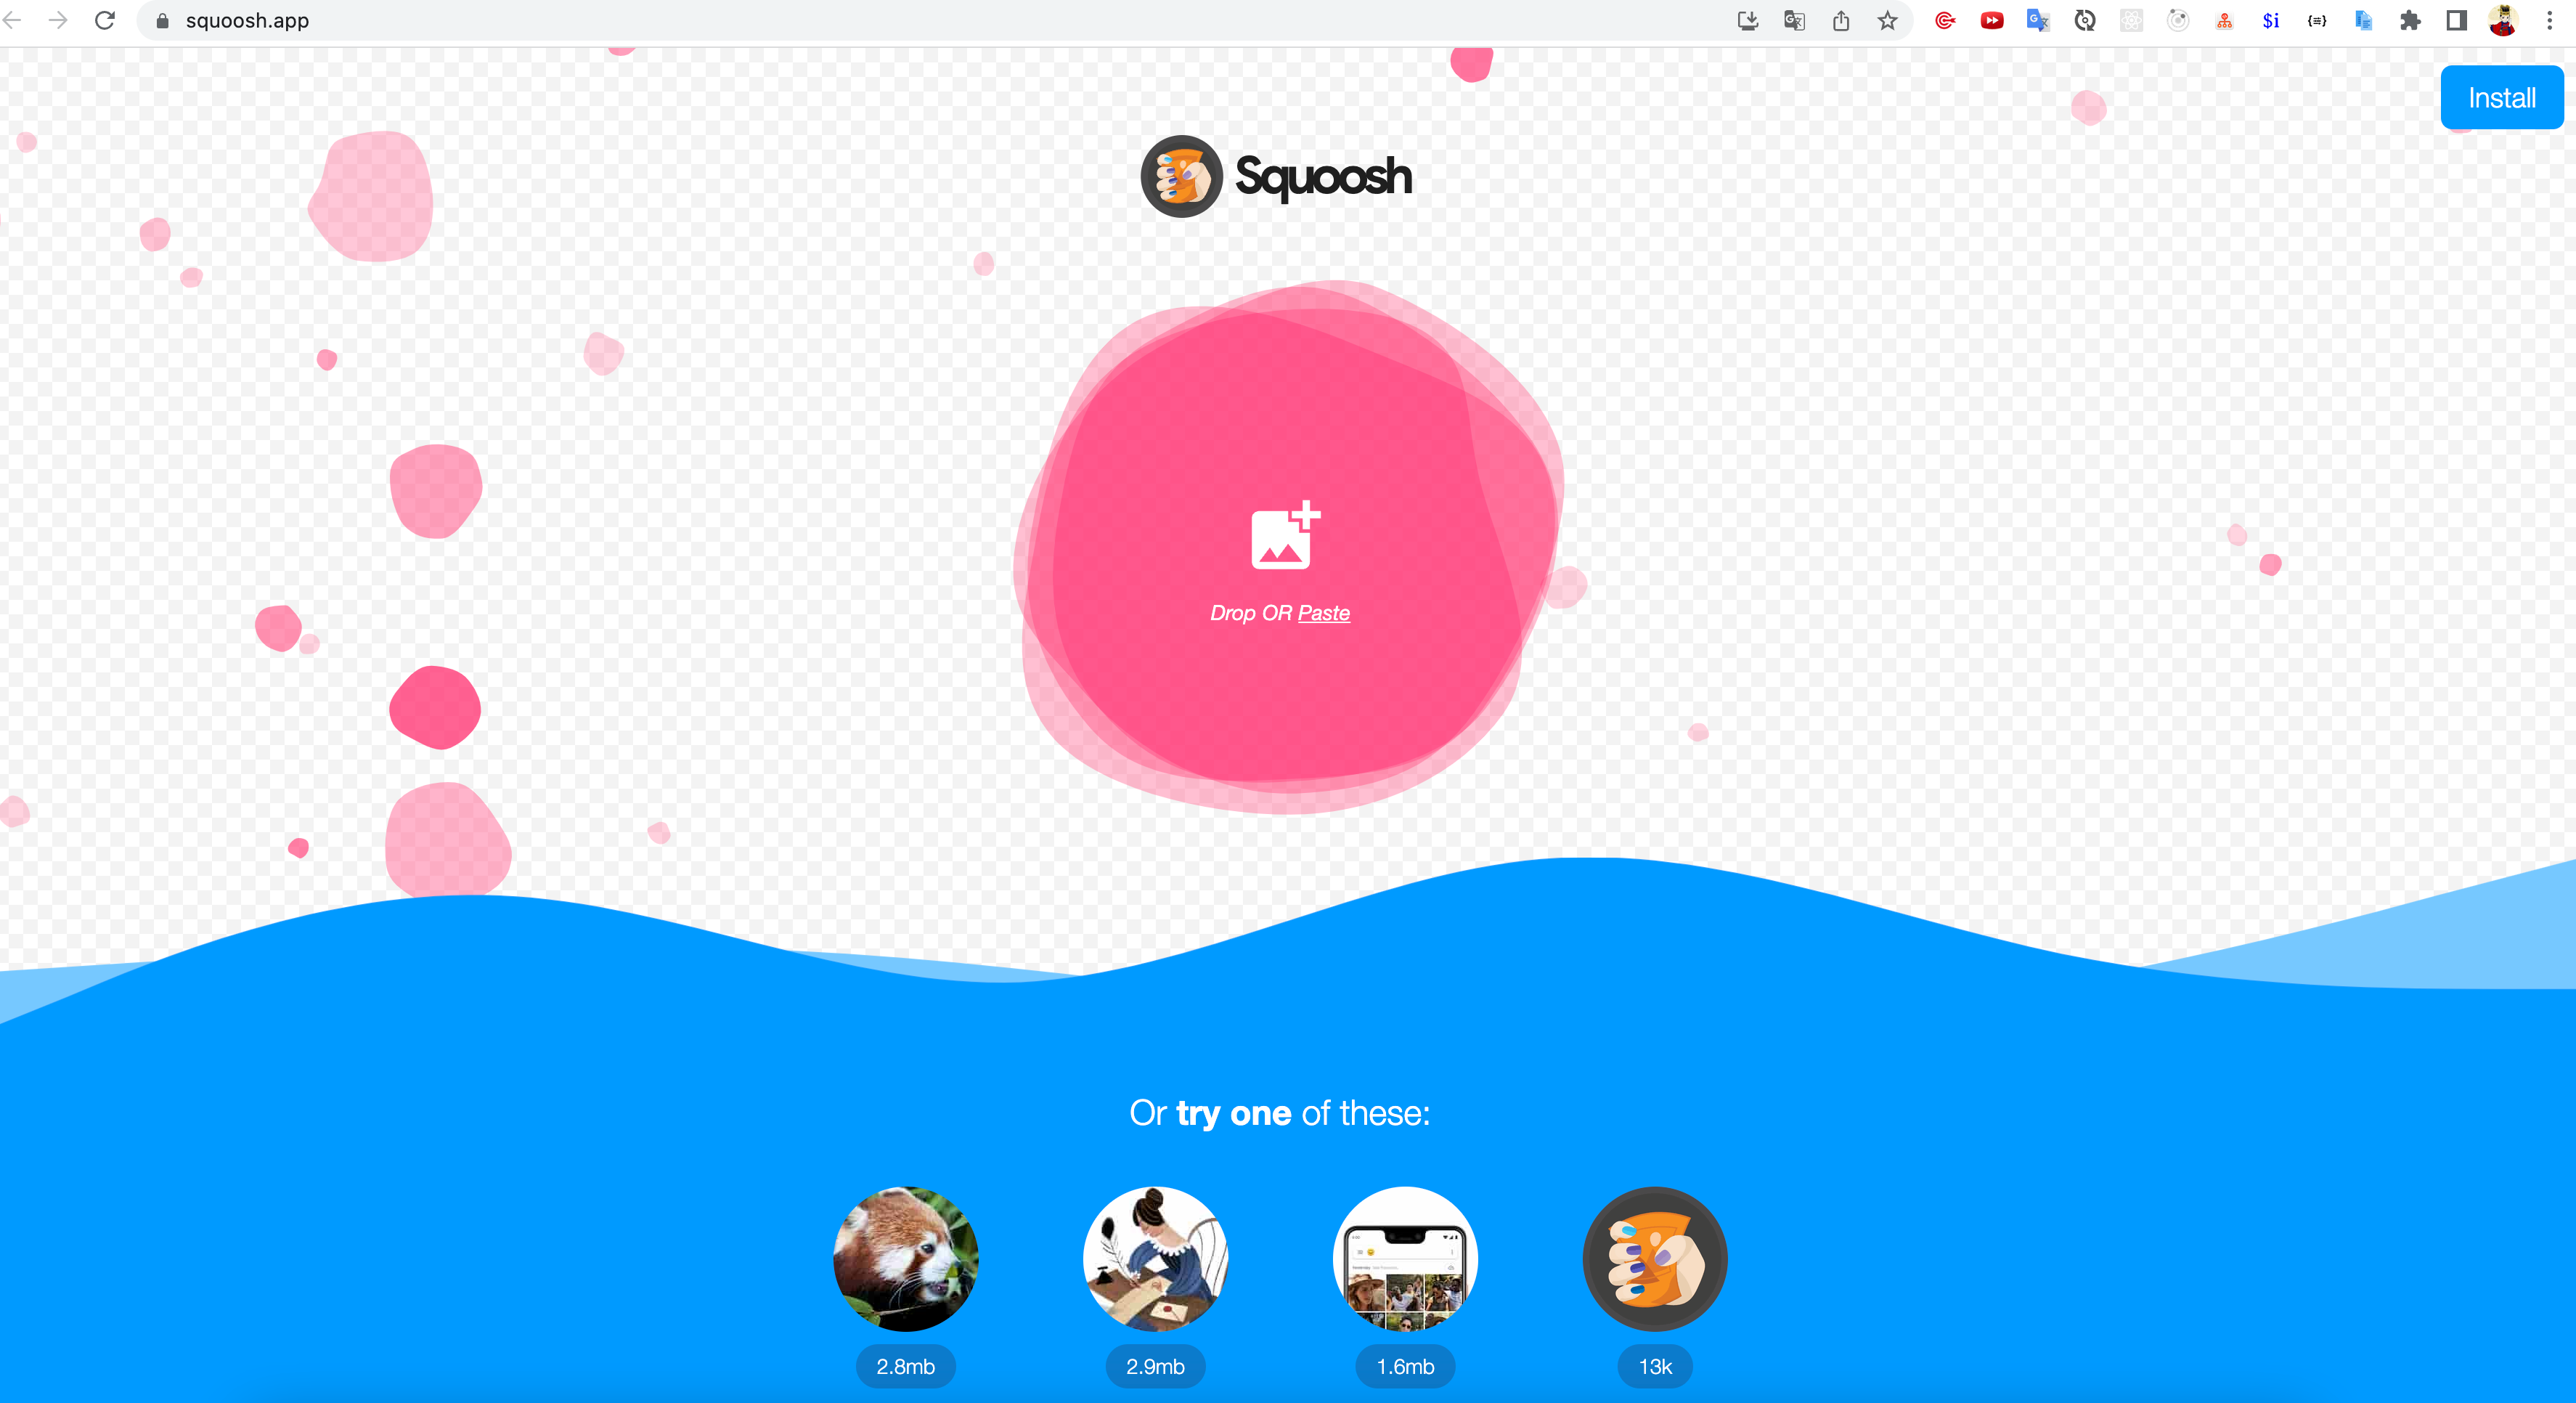 squoosh.app
$i
{≡}
Install
Squoosh
Drop OR Paste
Or try one of these:
2.8mb
2.9mb
1.6mb
13k